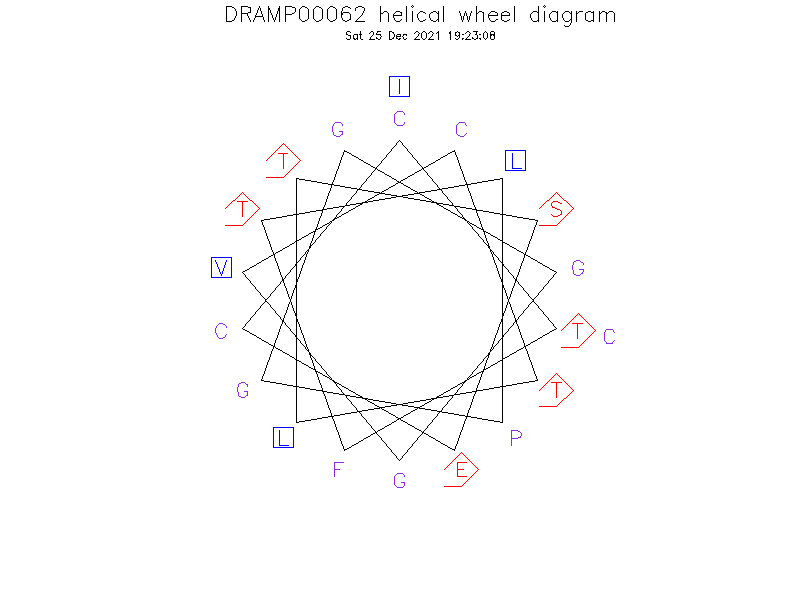 DRAMP00062 helical wheel diagram
Sat 25 Dec 2021 19:23:08
I
G C C
T L
T S
V G
C T C
G T
L P
F G E